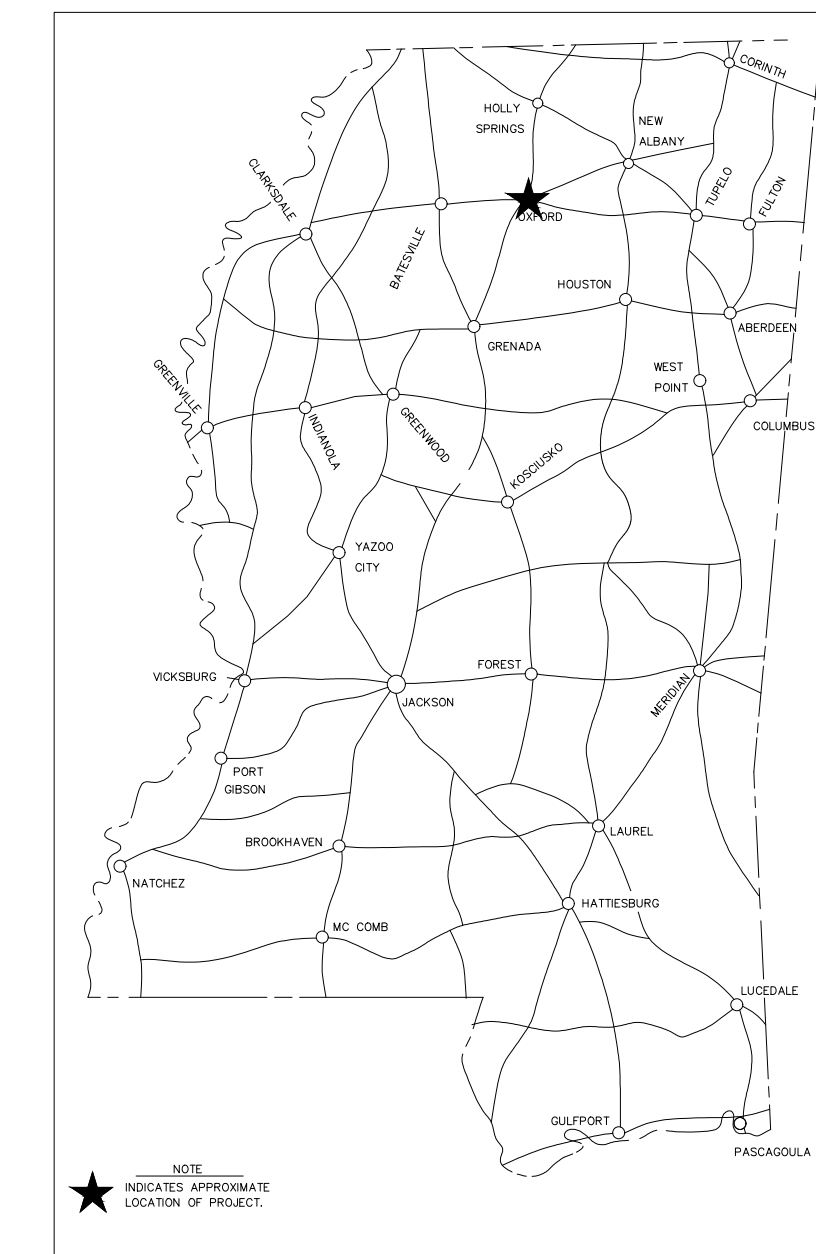 CORINTH
HOLLY
SPRINGS
NEW
ALBANY
CLARKSDALE
TUPELO
FULTON
OXFORD
BATESVILLE
HOUSTON
ABERDEEN
GRENADA
GREENVILLE
WEST
POINT
INDIANOLA
GREENWOOD
COLUMBUS
KOSCIUSKO
YAZOO
CITY
VICKSBURG
FOREST
MERIDIAN
JACKSON
PORT
GIBSON
LAUREL
BROOKHAVEN
NATCHEZ
HATTIESBURG
MC COMB
LUCEDALE
GULFPORT
PASCAGOULA
NOTE
INDICATES APPROXIMATE
LOCATION OF PROJECT.